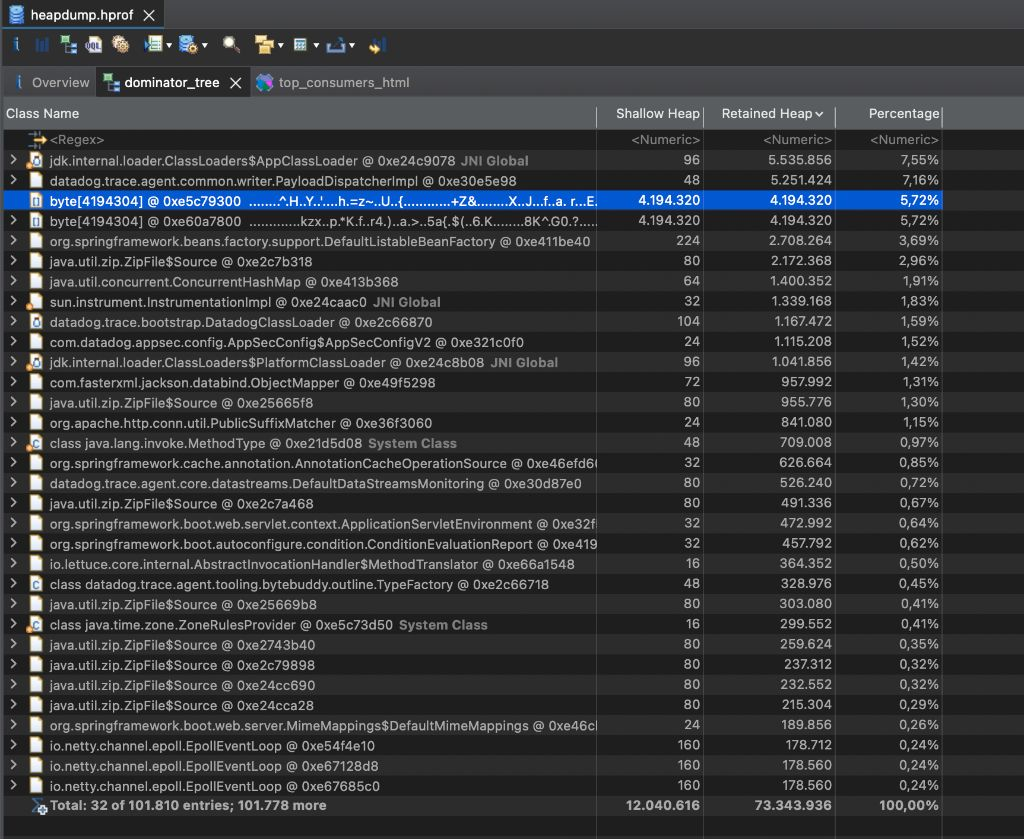 heapdump.hprof
Overview dominator_tree top_consumers_html
Class Name Shallow Heap Retained Heap Percentage
<Regex> <Numeric> <Numeric> <Numeric>
jdk.internal.loader.ClassLoaders$AppClassLoader @ 0xe24c9078 JNI Global 96 5.535.856 7,55%
datadog.trace.agent.common.writer.PayloadDispatcherImpl @ 0xe30e5e98 48 5.251.424 7,16%
byte[4194304] @ 0xe5c79300 ........^.H..Y.'....h.=z~..U..{...........+Z&........X..J...f..a. r...E. 4.194.320 4.194.320 5,72%
byte[4194304] @ 0xe60a7800 .............kzx..p.*K.f..r4.)..a.>..5a{.$(..6.K........8K^.G0.?..... 4.194.320 4.194.320 5,72%
org.springframework.beans.factory.support.DefaultListableBeanFactory @ 0xe411be40 224 2.708.264 3,69%
java.util.zip.ZipFile$Source @ 0xe2c7b318 80 2.172.368 2,96%
java.util.concurrent.ConcurrentHashMap @ 0xe413b368 64 1.400.352 1,91%
sun.instrument.InstrumentationImpl @ 0xe24caac0 JNI Global 32 1.339.168 1,83%
datadog.trace.bootstrap.DatadogClassLoader @ 0xe2c66870 104 1.167.472 1,59%
com.datadog.appsec.config.AppSecConfig$AppSecConfigV2 @ 0xe321c0f0 24 1.115.208 1,52%
jdk.internal.loader.ClassLoaders$PlatformClassLoader @ 0xe24c8b08 JNI Global 96 1.041.856 1,42%
com.fasterxml.jackson.databind.ObjectMapper @ 0xe49f5298 72 957.992 1,31%
java.util.zip.ZipFile$Source @ 0xe25665f8 80 955.776 1,30%
org.apache.http.conn.util.PublicSuffixMatcher @ 0xe36f3060 24 841.080 1,15%
class java.lang.invoke.MethodType @ 0xe21d5d08 System Class 48 709.008 0,97%
org.springframework.cache.annotation.AnnotationCacheOperationSource @ 0xe46efd6 32 626.664 0,85%
datadog.trace.agent.core.datastreams.DefaultDataStreamsMonitoring @ 0xe30d87e0 80 526.240 0,72%
java.util.zip.ZipFile$Source @ 0xe2c7a468 80 491.336 0,67%
org.springframework.boot.web.servlet.context.ApplicationServletEnvironment @ 0xe32f 32 472.992 0,64%
org.springframework.boot.autoconfigure.condition.ConditionEvaluationReport @ 0xe419 32 457.792 0,62%
io.lettuce.core.internal.AbstractInvocationHandler$MethodTranslator @ 0xe66a1548 16 364.352 0,50%
class datadog.trace.agent.tooling.bytebuddy.outline.TypeFactory @ 0xe2c66718 48 328.976 0,45%
java.util.zip.ZipFile$Source @ 0xe25669b8 80 303.080 0,41%
class java.time.zone.ZoneRulesProvider @ 0xe5c73d50 System Class 16 299.552 0,41%
java.util.zip.ZipFile$Source @ 0xe2743b40 80 259.624 0,35%
java.util.zip.ZipFile$Source @ 0xe2c79898 80 237.312 0,32%
java.util.zip.ZipFile$Source @ 0xe24cc690 80 232.552 0,32%
java.util.zip.ZipFile$Source @ 0xe24cca28 80 215.304 0,29%
org.springframework.boot.web.server.MimeMappings$DefaultMimeMappings @ 0xe46c 24 189.856 0,26%
io.netty.channel.epoll.EpollEventLoop @ 0xe54f4e10 160 178.712 0,24%
io.netty.channel.epoll.EpollEventLoop @ 0xe67128d8 160 178.560 0,24%
io.netty.channel.epoll.EpollEventLoop @ 0xe67685c0 160 178.560 0,24%
Total: 32 of 101.810 entries; 101.778 more 12.040.616 73.343.936 100,00%